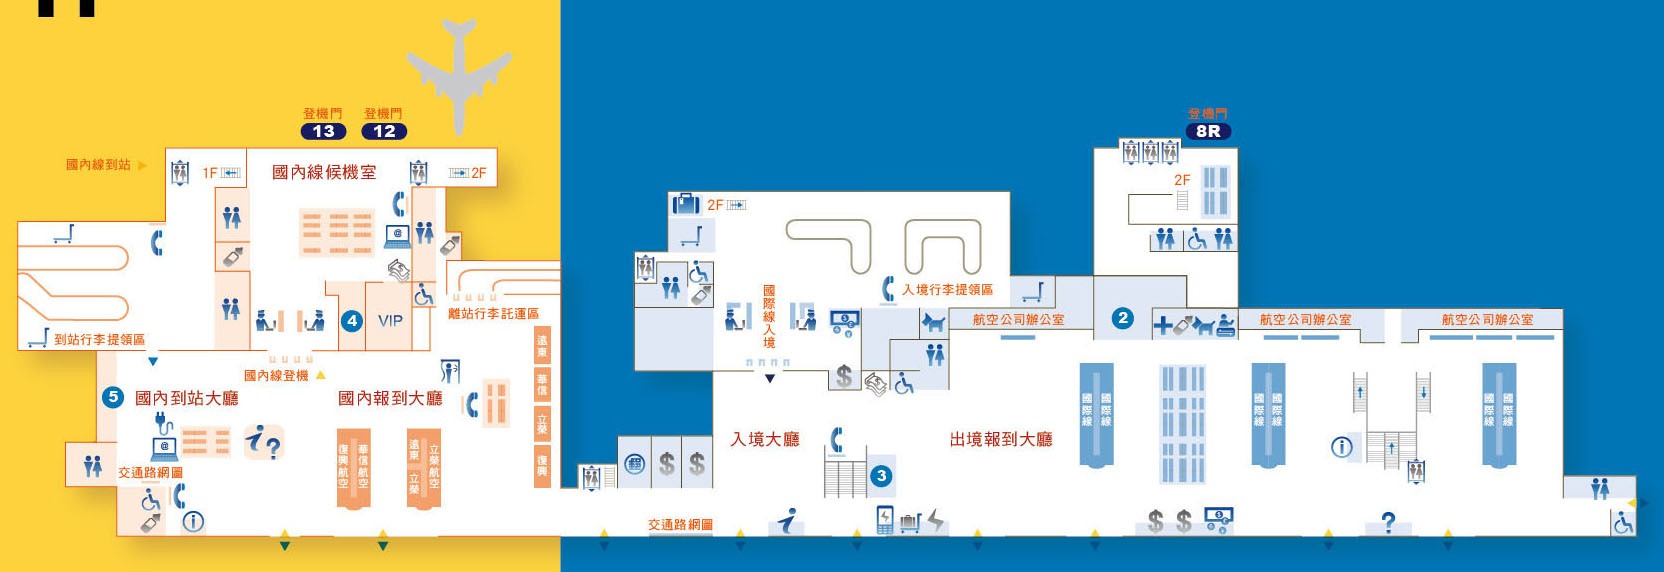 登機門
13
登機門
12
登機門
8R
國內線到站
1F
國內線候機室
2F
2F
2F
到站行李提領區
4
VIP
離站行李託運區
國際線入境
入境行李提領區
航空公司辦公室
2
航空公司辦公室
航空公司辦公室
國內線登機
5
國內到站大廳
國內報到大廳
遠東
華信
立榮
復興
@
@
?
交通路網圖
復興航空
華信航空
遠東
立榮
立榮航空
i
入境大廳
出境報到大廳
3
$
$
$
國際線
國際線
國際線
國際線
國際線
國際線
i
交通路網圖
$
$
?